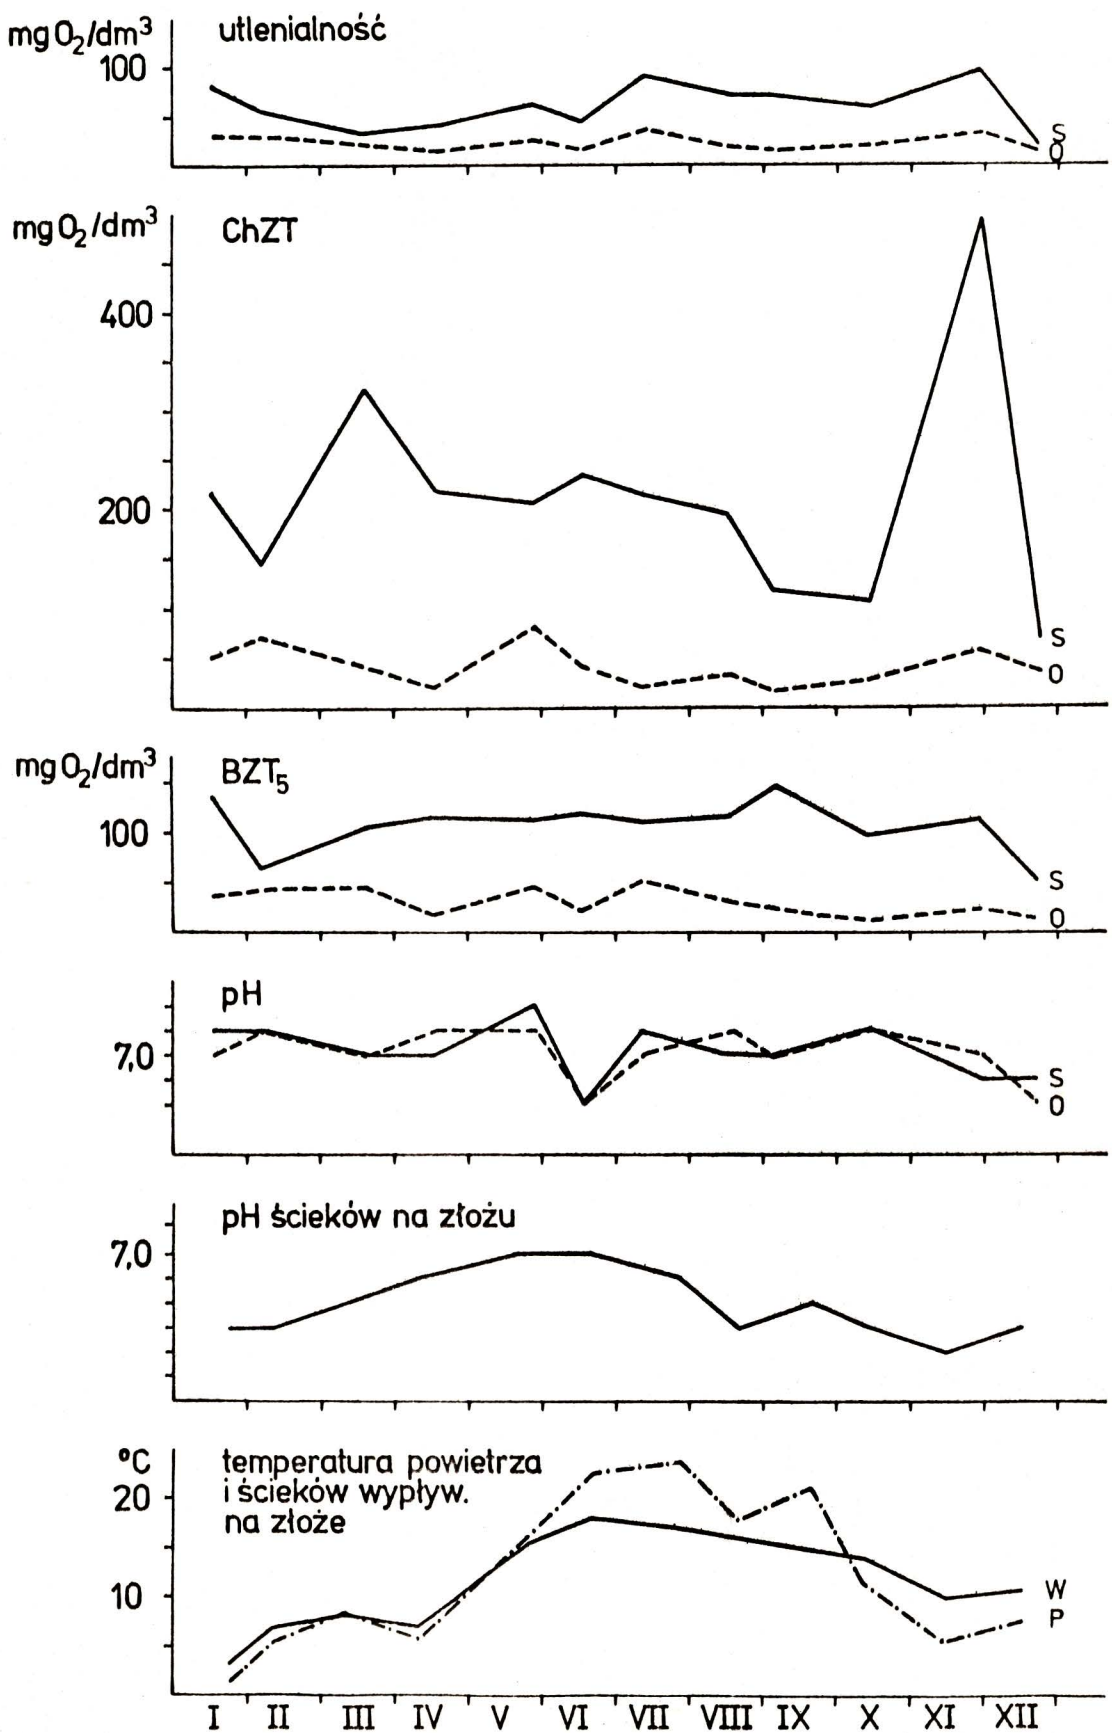 mg O₂/dm³ utlenialność
100
S
O
mg O₂/dm³ ChZT
400
200
S
O
mg O₂/dm³ BZT₅
100
S
O
pH
7,0
S
O
pH ścieków na złożu
7,0
°C temperatura powietrza
i ścieków wypływ.
20
na złoże
10
W
P
I II III IV V VI VII VIII IX X XI XII